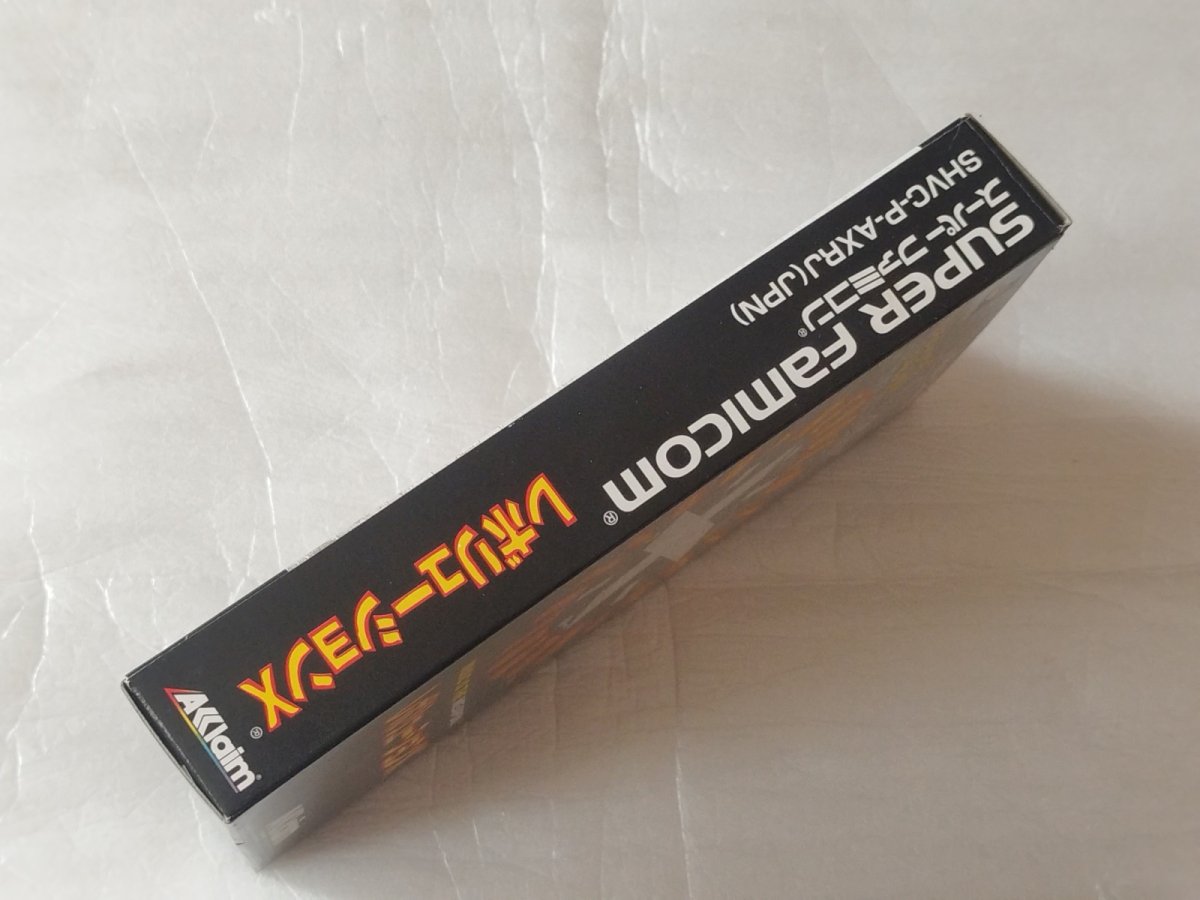 SUPER Famicom®
スーパーファミコン®
SHVC-P-AXRJ(JPN)
レボリューションX®
Acclaim®